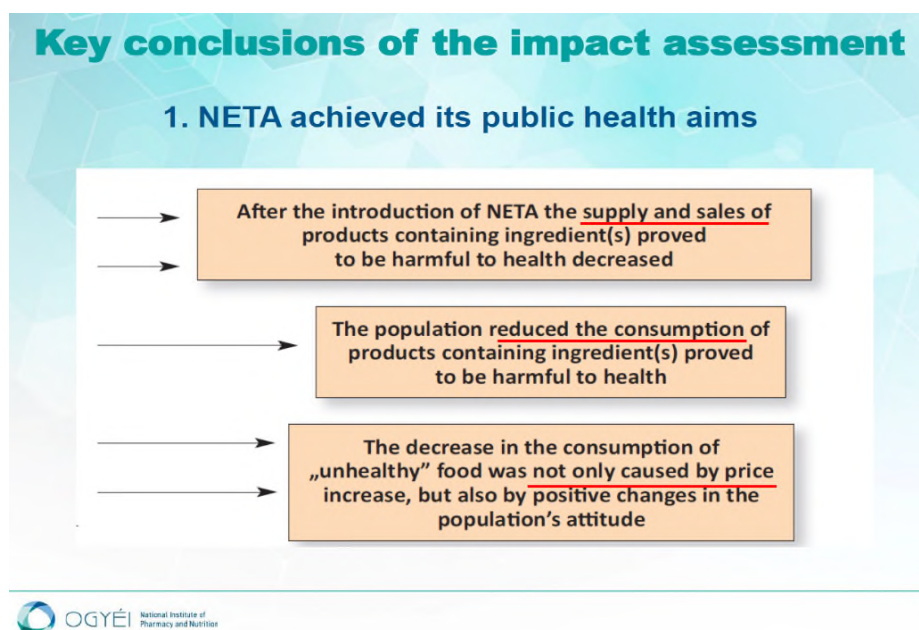 Key conclusions of the impact assessment
1. NETA achieved its public health aims
After the introduction of NETA the supply and sales of
products containing ingredient(s) proved
to be harmful to health decreased
The population reduced the consumption of
products containing ingredient(s) proved
to be harmful to health
The decrease in the consumption of
„unhealthy” food was not only caused by price
increase, but also by positive changes in the
population’s attitude
OGYÉI
National Institute of
Pharmacy and Nutrition